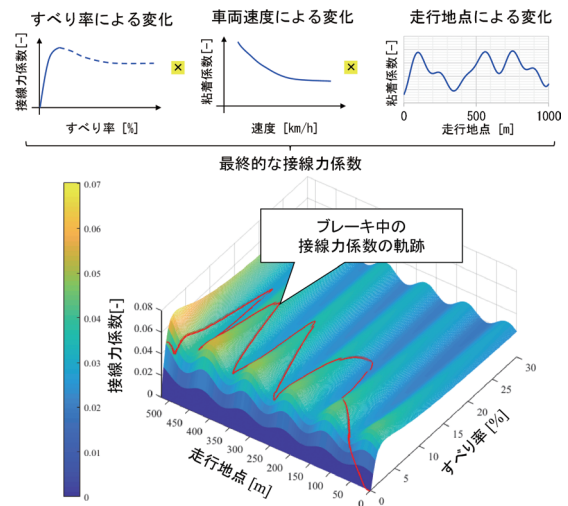 すべり率による変化
車両速度による変化
走行地点による変化
接線力係数[-]
すべり率 [%]
×
粘着係数[-]
速度 [km/h]
×
粘着係数[-]
走行地点 [m]
0
500
1000
最終的な接線力係数
ブレーキ中の
接線力係数の軌跡
0.07
0.06
0.05
0.04
0.03
0.02
0.01
0
接線力係数[-]
0.08
0.06
0.04
0.02
0
500
450
400
350
300
250
200
150
100
50
0
走行地点 [m]
0
5
10
15
20
25
30
すべり率 [%]